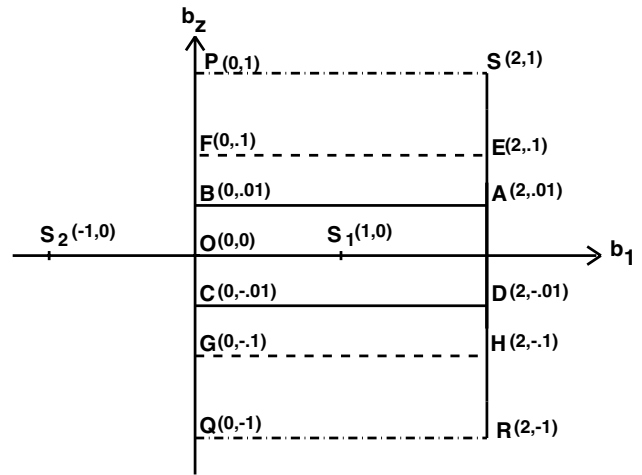 b_z
P (0,1) S (2,1)
F (0,.1) E (2,.1)
B (0,.01) A (2,.01)
S_2 (-1,0) O (0,0) S_1 (1,0) b_1
C (0,-.01) D (2,-.01)
G (0,-.1) H (2,-.1)
Q (0,-1) R (2,-1)